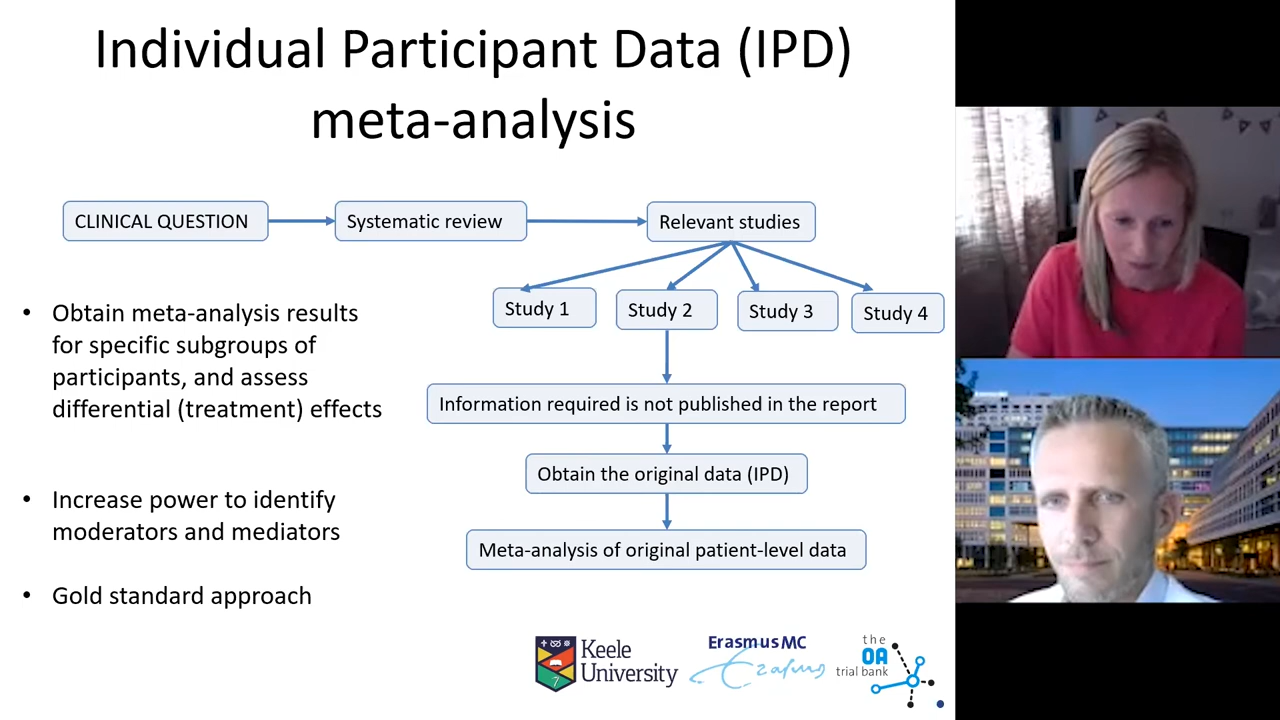 Individual Participant Data (IPD)
meta-analysis
CLINICAL QUESTION
Systematic review
Relevant studies
Study 1
Study 2
Study 3
Study 4
• Obtain meta-analysis results
for specific subgroups of
participants, and assess
differential (treatment) effects
Information required is not published in the report
Obtain the original data (IPD)
• Increase power to identify
moderators and mediators
Meta-analysis of original patient-level data
• Gold standard approach
Keele
University
Erasmus MC
Erasmus
the
OA
trial bank